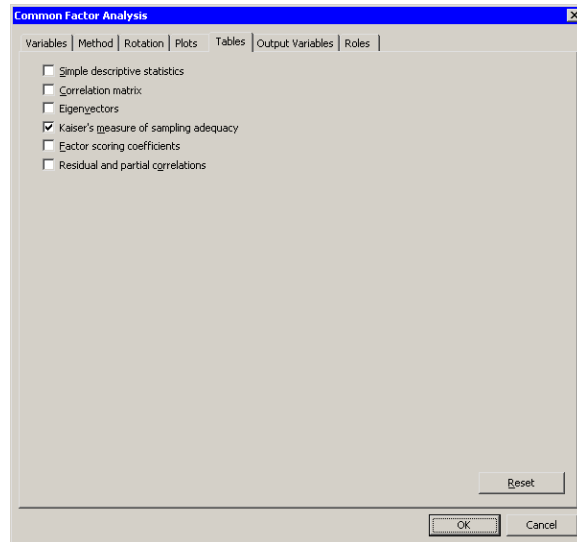 Common Factor Analysis
Variables Method Rotation Plots Tables Output Variables Roles
Simple descriptive statistics
Correlation matrix
Eigenvectors
Kaiser's measure of sampling adequacy
Factor scoring coefficients
Residual and partial correlations
Reset
OK Cancel